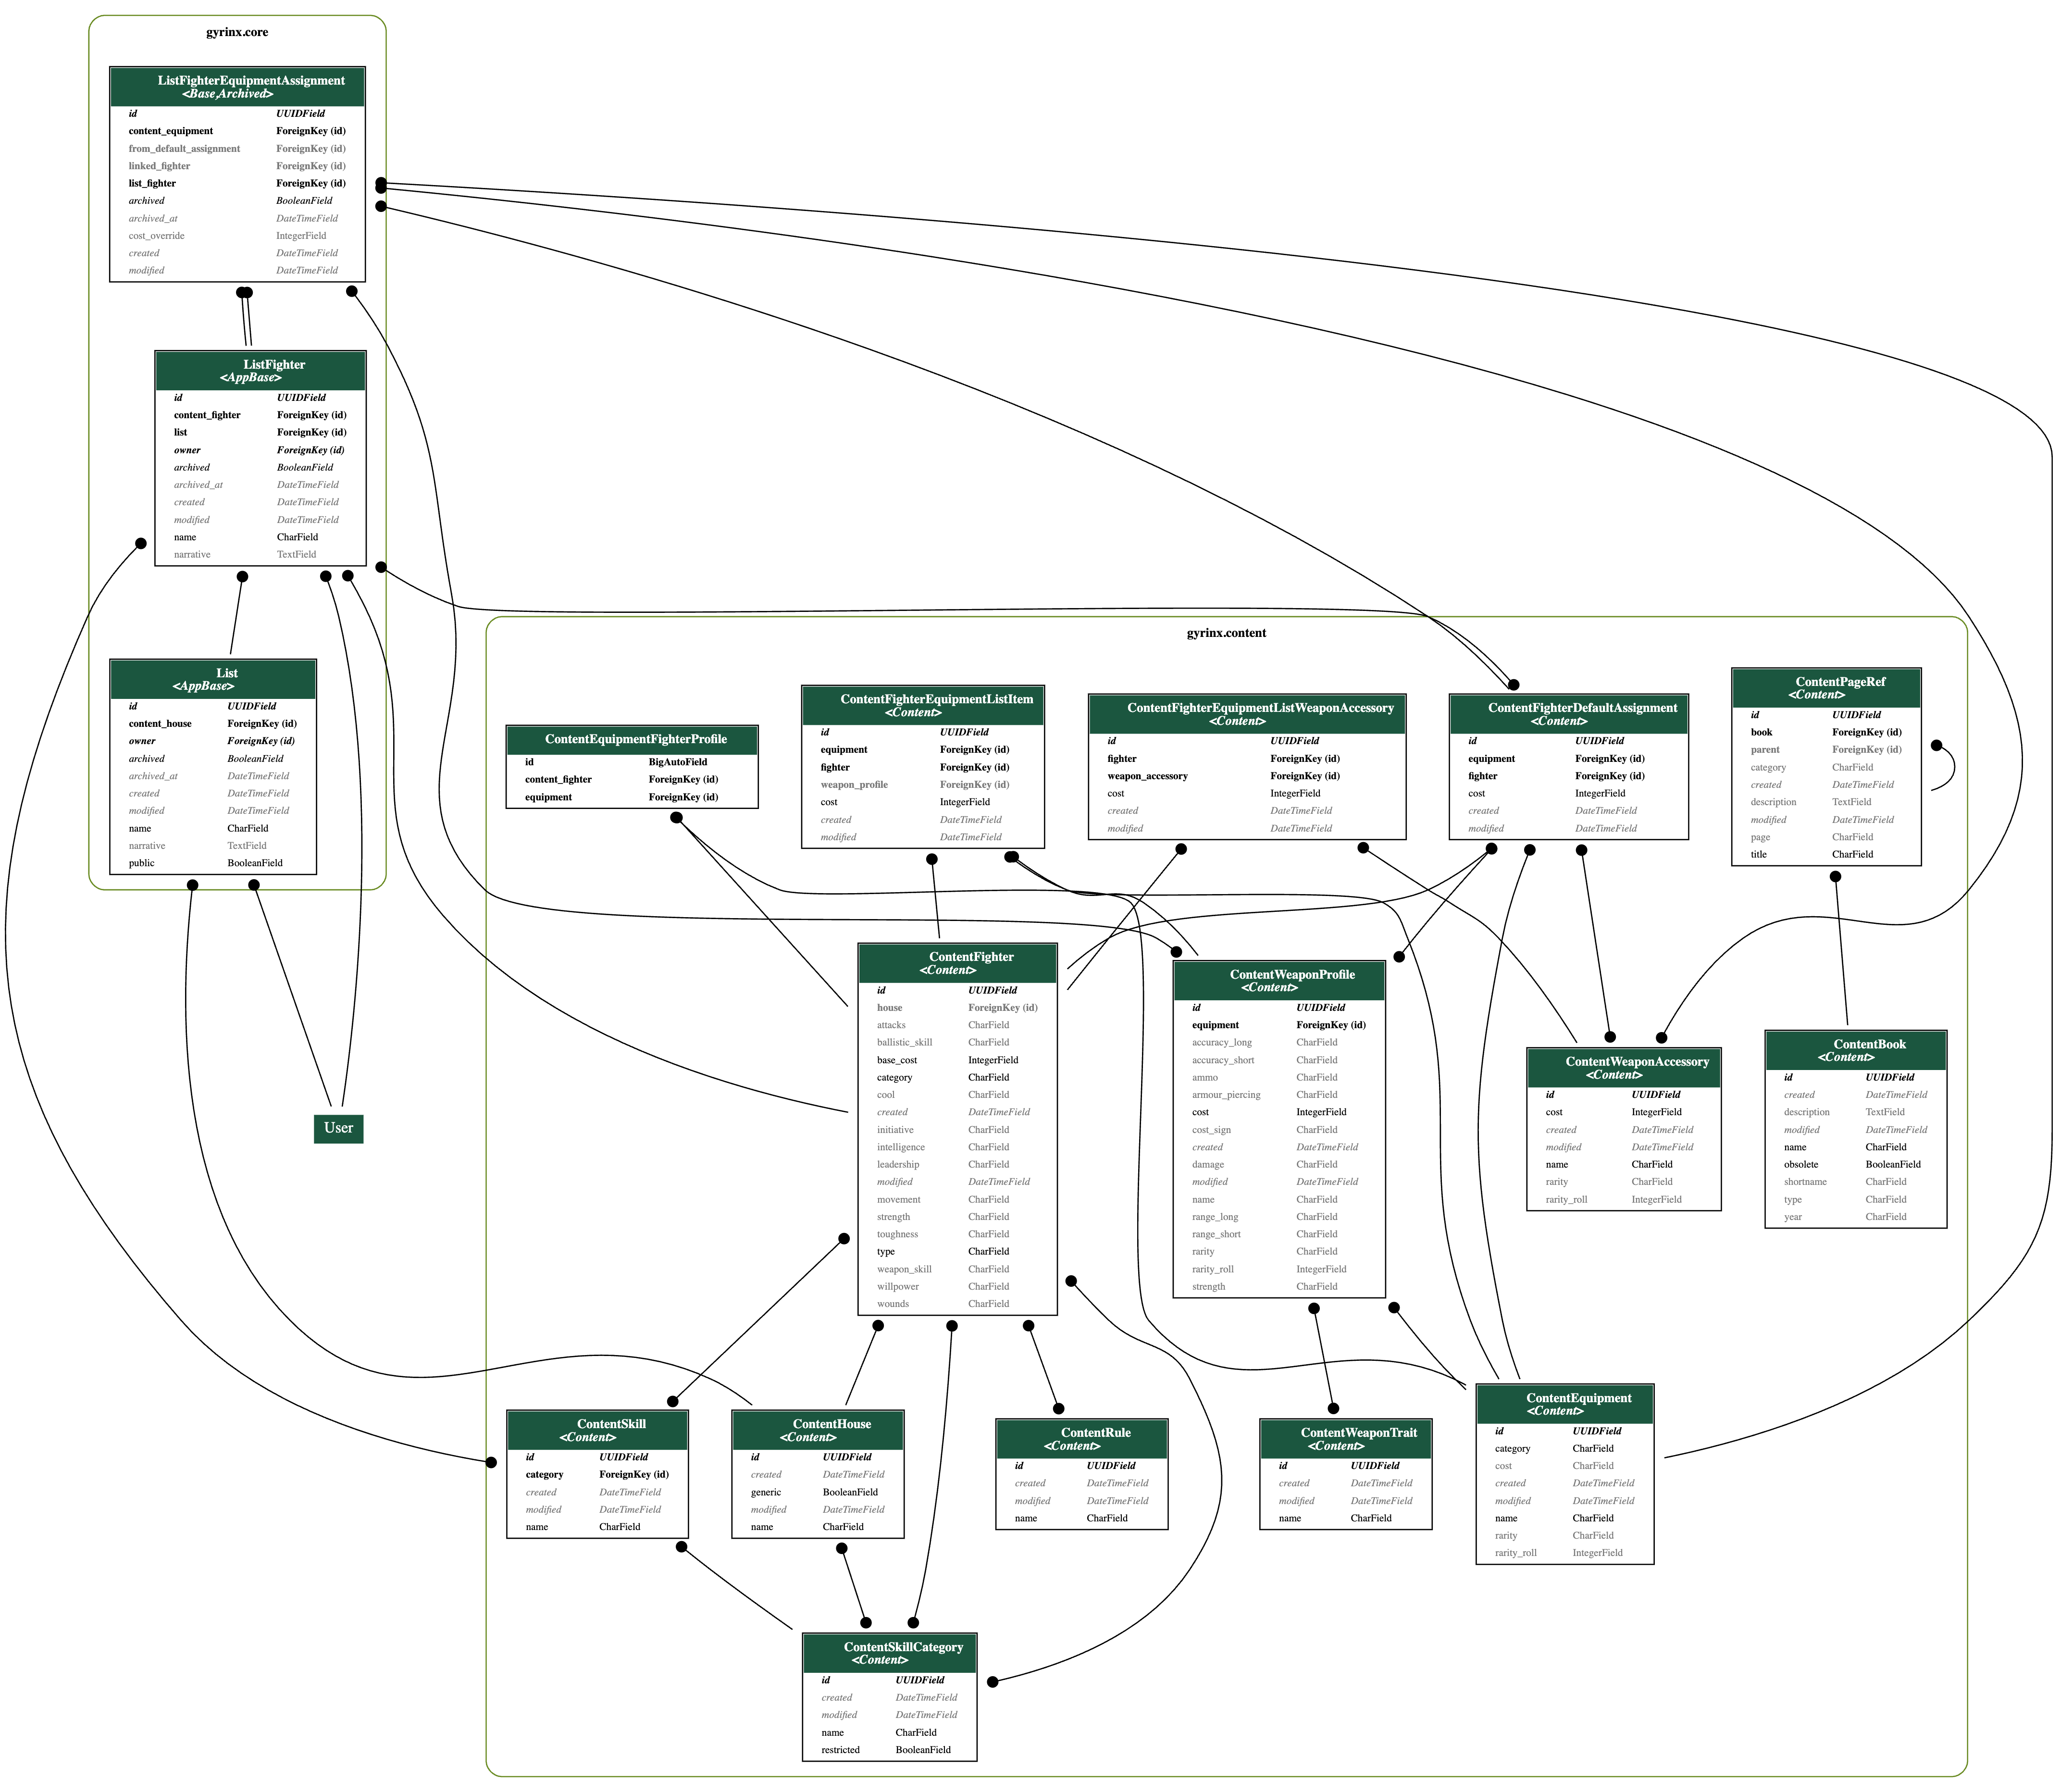 gyrinx.core
ListFighterEquipmentAssignment
<Base,Archived>
id UUIDField
content_equipment ForeignKey (id)
from_default_assignment ForeignKey (id)
linked_fighter ForeignKey (id)
list_fighter ForeignKey (id)
archived BooleanField
archived_at DateTimeField
cost_override IntegerField
created DateTimeField
modified DateTimeField
ListFighter
<AppBase>
id UUIDField
content_fighter ForeignKey (id)
list ForeignKey (id)
owner ForeignKey (id)
archived BooleanField
archived_at DateTimeField
created DateTimeField
modified DateTimeField
name CharField
narrative TextField
List
<AppBase>
id UUIDField
content_house ForeignKey (id)
owner ForeignKey (id)
archived BooleanField
archived_at DateTimeField
created DateTimeField
modified DateTimeField
name CharField
narrative TextField
public BooleanField
User
gyrinx.content
ContentEquipmentFighterProfile
id BigAutoField
content_fighter ForeignKey (id)
equipment ForeignKey (id)
ContentFighterEquipmentListItem
<Content>
id UUIDField
equipment ForeignKey (id)
fighter ForeignKey (id)
weapon_profile ForeignKey (id)
cost IntegerField
created DateTimeField
modified DateTimeField
ContentFighterEquipmentListWeaponAccessory
<Content>
id UUIDField
fighter ForeignKey (id)
weapon_accessory ForeignKey (id)
cost IntegerField
created DateTimeField
modified DateTimeField
ContentFighterDefaultAssignment
<Content>
id UUIDField
equipment ForeignKey (id)
fighter ForeignKey (id)
cost IntegerField
created DateTimeField
modified DateTimeField
ContentPageRef
<Content>
id UUIDField
book ForeignKey (id)
parent ForeignKey (id)
category CharField
created DateTimeField
description TextField
modified DateTimeField
page CharField
title CharField
ContentFighter
<Content>
id UUIDField
house ForeignKey (id)
attacks CharField
ballistic_skill CharField
base_cost IntegerField
category CharField
cool CharField
created DateTimeField
initiative CharField
intelligence CharField
leadership CharField
modified DateTimeField
movement CharField
strength CharField
toughness CharField
type CharField
weapon_skill CharField
willpower CharField
wounds CharField
ContentWeaponProfile
<Content>
id UUIDField
equipment ForeignKey (id)
accuracy_long CharField
accuracy_short CharField
ammo CharField
armour_piercing CharField
cost IntegerField
cost_sign CharField
created DateTimeField
damage CharField
modified DateTimeField
name CharField
range_long CharField
range_short CharField
rarity CharField
rarity_roll IntegerField
strength CharField
ContentWeaponAccessory
<Content>
id UUIDField
cost IntegerField
created DateTimeField
modified DateTimeField
name CharField
rarity CharField
rarity_roll IntegerField
ContentBook
<Content>
id UUIDField
created DateTimeField
description TextField
modified DateTimeField
name CharField
obsolete BooleanField
shortname CharField
type CharField
year CharField
ContentSkill
<Content>
id UUIDField
category ForeignKey (id)
created DateTimeField
modified DateTimeField
name CharField
ContentHouse
<Content>
id UUIDField
created DateTimeField
generic BooleanField
modified DateTimeField
name CharField
ContentRule
<Content>
id UUIDField
created DateTimeField
modified DateTimeField
name CharField
ContentWeaponTrait
<Content>
id UUIDField
created DateTimeField
modified DateTimeField
name CharField
ContentEquipment
<Content>
id UUIDField
category CharField
cost CharField
created DateTimeField
modified DateTimeField
name CharField
rarity CharField
rarity_roll IntegerField
ContentSkillCategory
<Content>
id UUIDField
created DateTimeField
modified DateTimeField
name CharField
restricted BooleanField